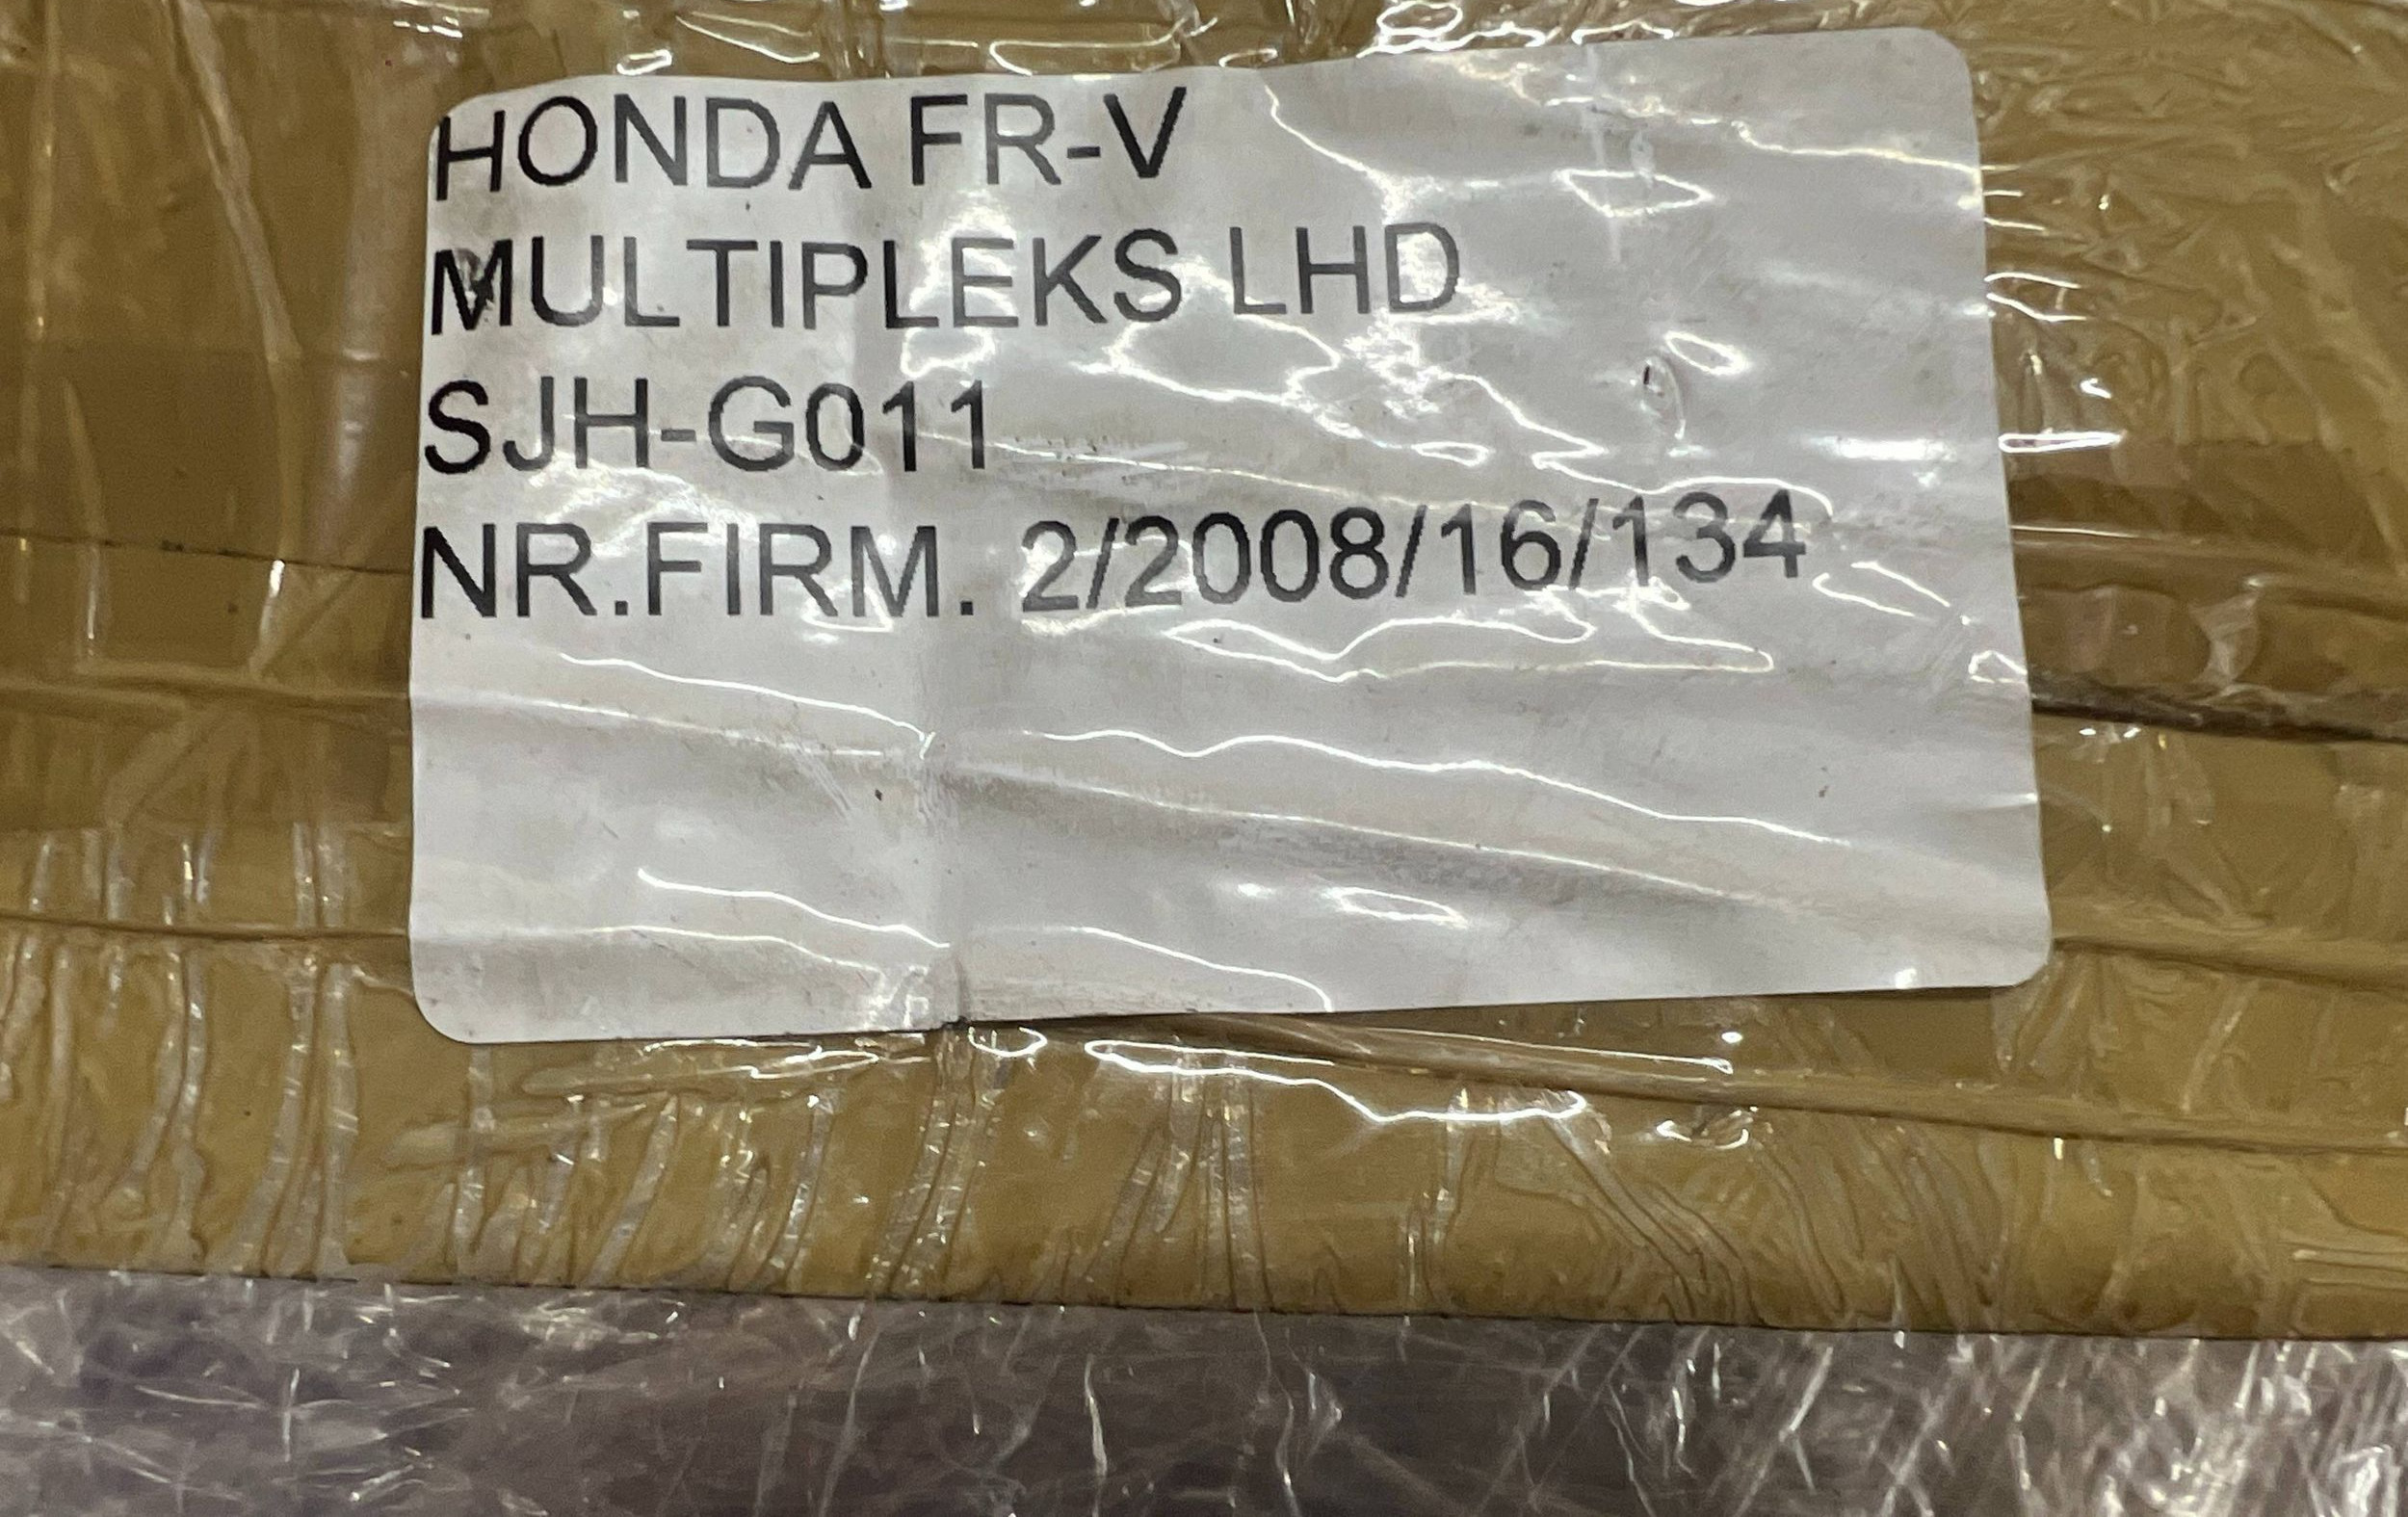 HONDA FR-V
MULTIPLEKS LHD
SJH-G011
NR.FIRM. 2/2008/16/134